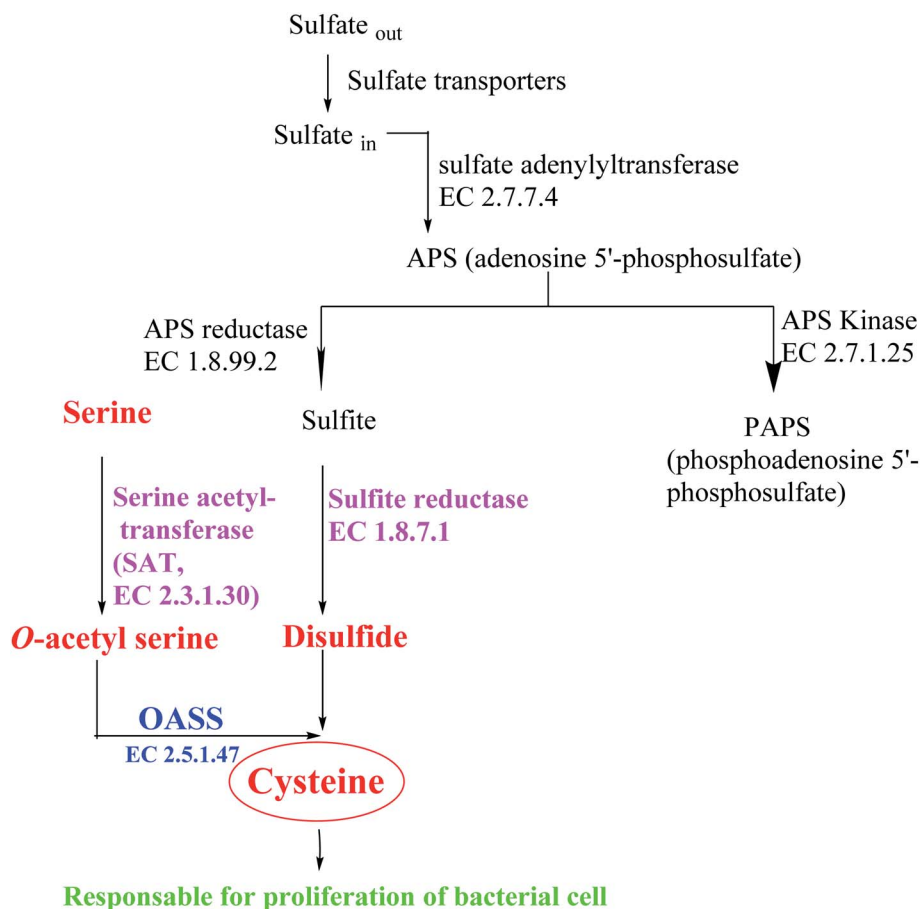 Sulfate out
Sulfate transporters
Sulfate in
sulfate adenylyltransferase
EC 2.7.7.4
APS (adenosine 5'-phosphosulfate)
APS reductase
EC 1.8.99.2
APS Kinase
EC 2.7.1.25
Serine
Sulfite
PAPS
(phosphoadenosine 5'-
phosphosulfate)
Serine acetyl-
transferase
(SAT,
EC 2.3.1.30)
Sulfite reductase
EC 1.8.7.1
O-acetyl serine
Disulfide
OASS
EC 2.5.1.47
Cysteine
Responsable for proliferation of bacterial cell